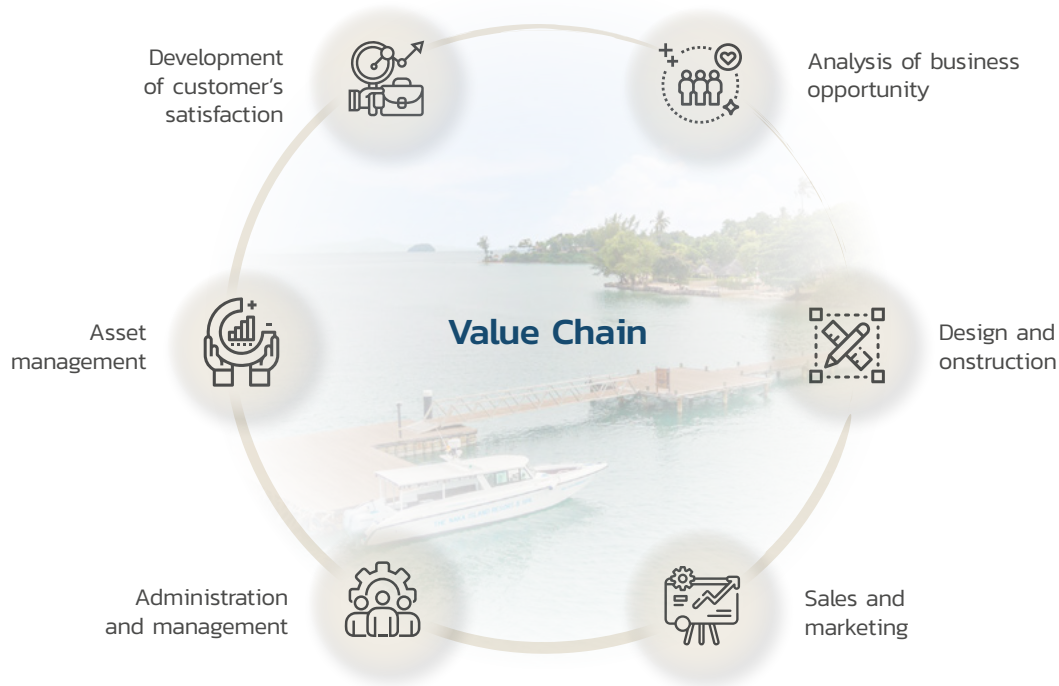 Development
of customer's
satisfaction
Analysis of business
opportunity
Asset
management
Value Chain
Design and
onstruction
Administration
and management
Sales and
marketing